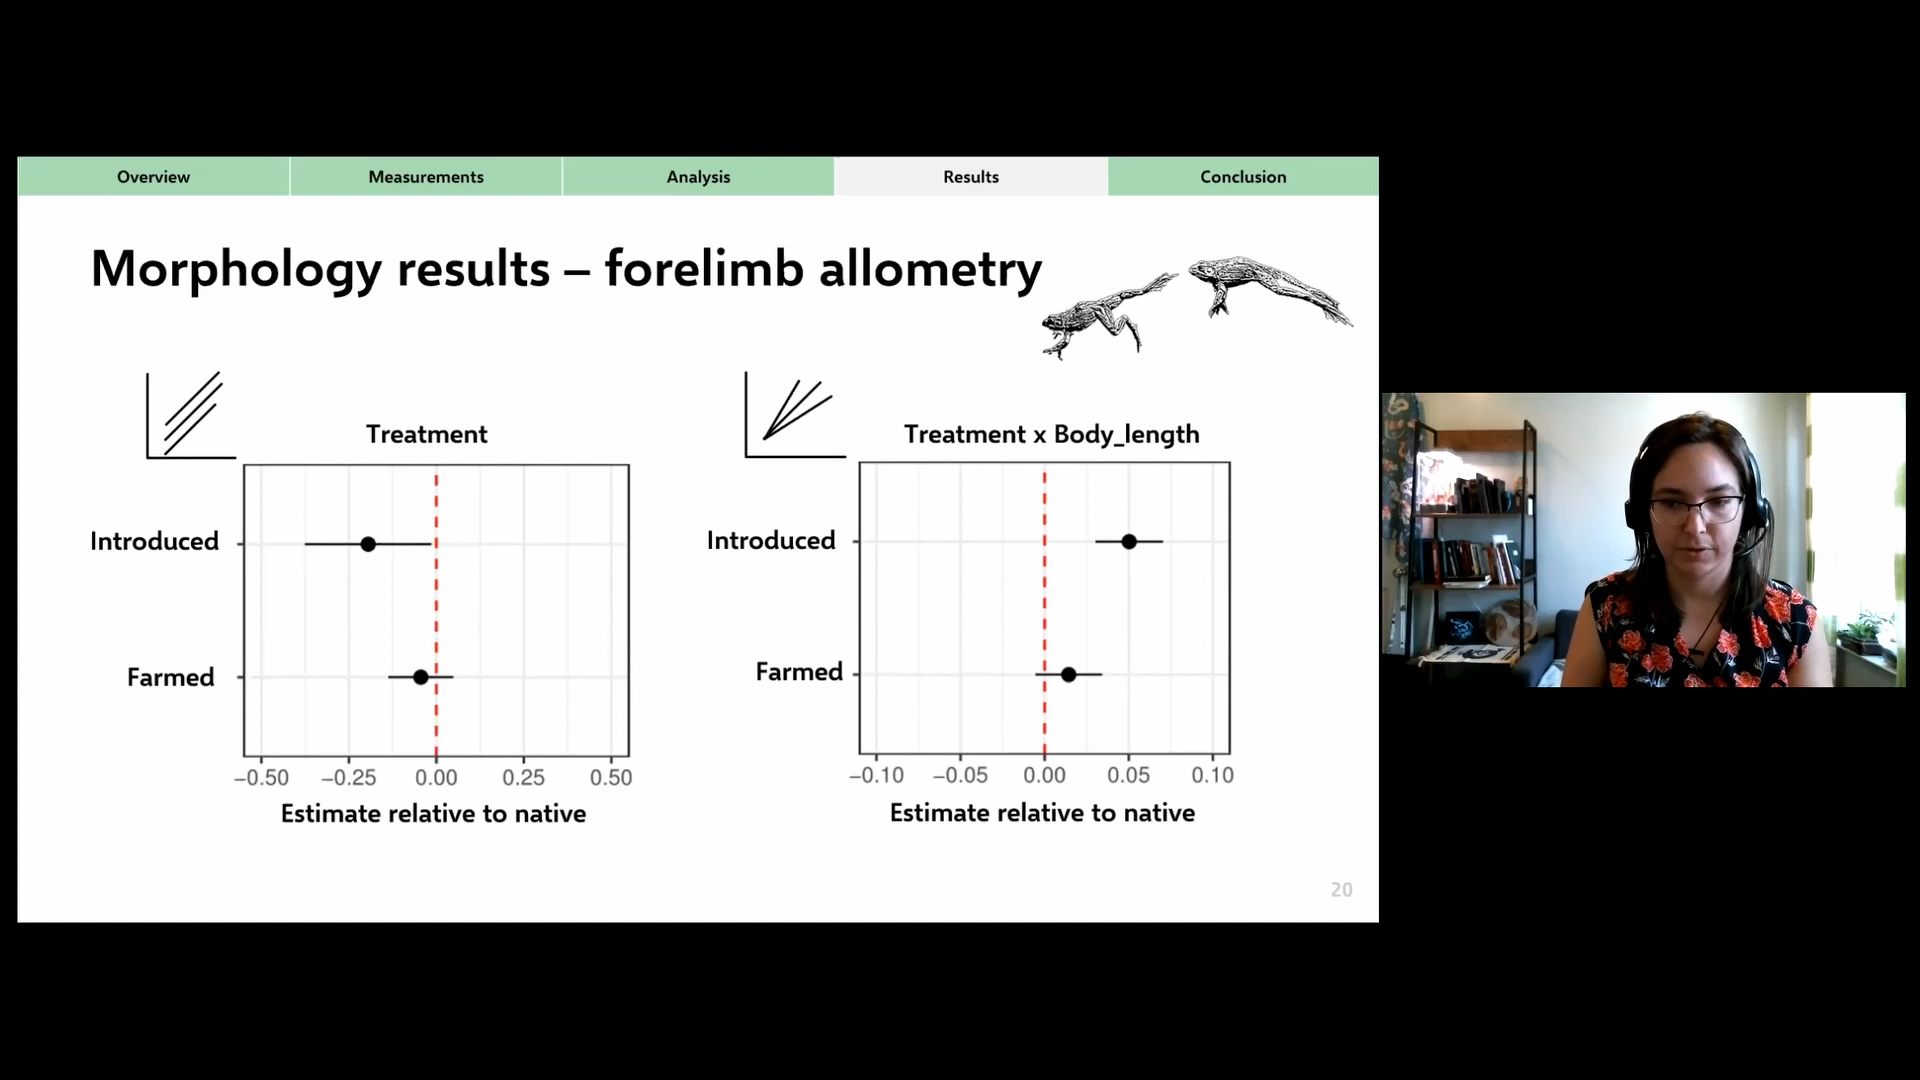 Overview
Measurements
Analysis
Results
Conclusion
Morphology results – forelimb allometry
Treatment
Introduced
Farmed
−0.50 −0.25 0.00 0.25 0.50
Estimate relative to native
Treatment x Body_length
Introduced
Farmed
−0.10 −0.05 0.00 0.05 0.10
Estimate relative to native
20